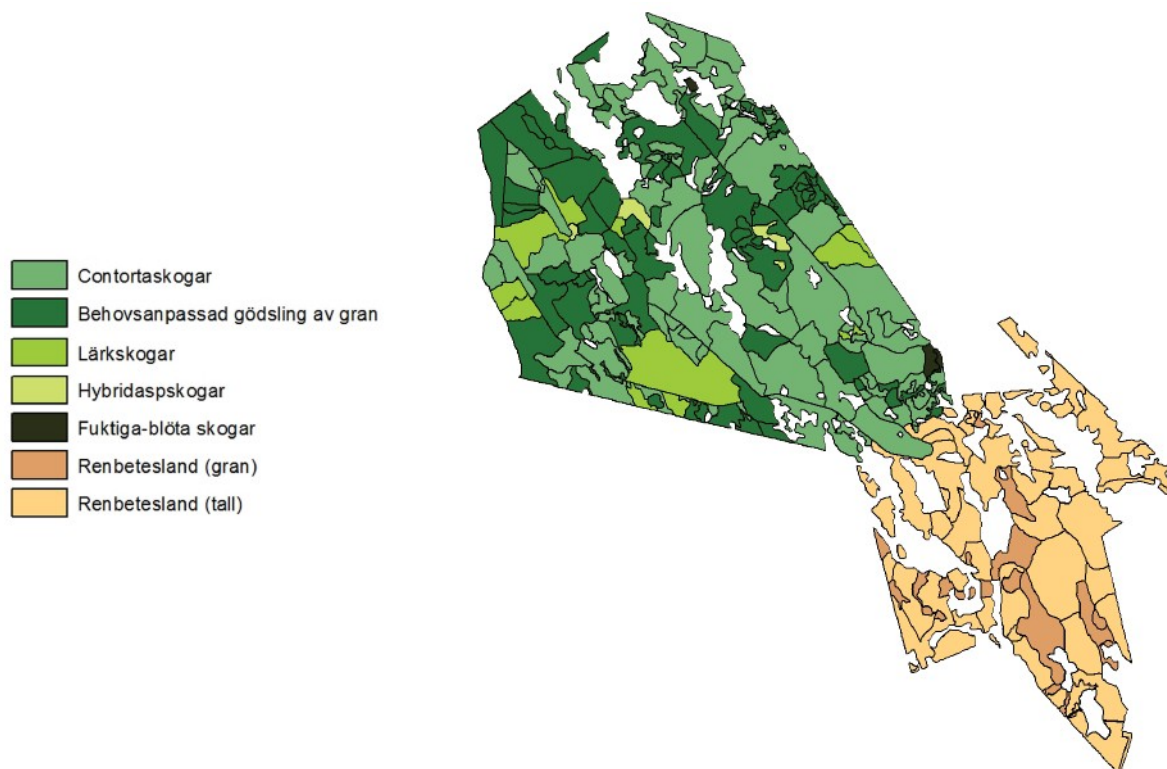 Contortaskogar
Behovsanpassad gödsling av gran
Lärkskogar
Hybridaspskogar
Fuktiga-blöta skogar
Renbetesland (gran)
Renbetesland (tall)